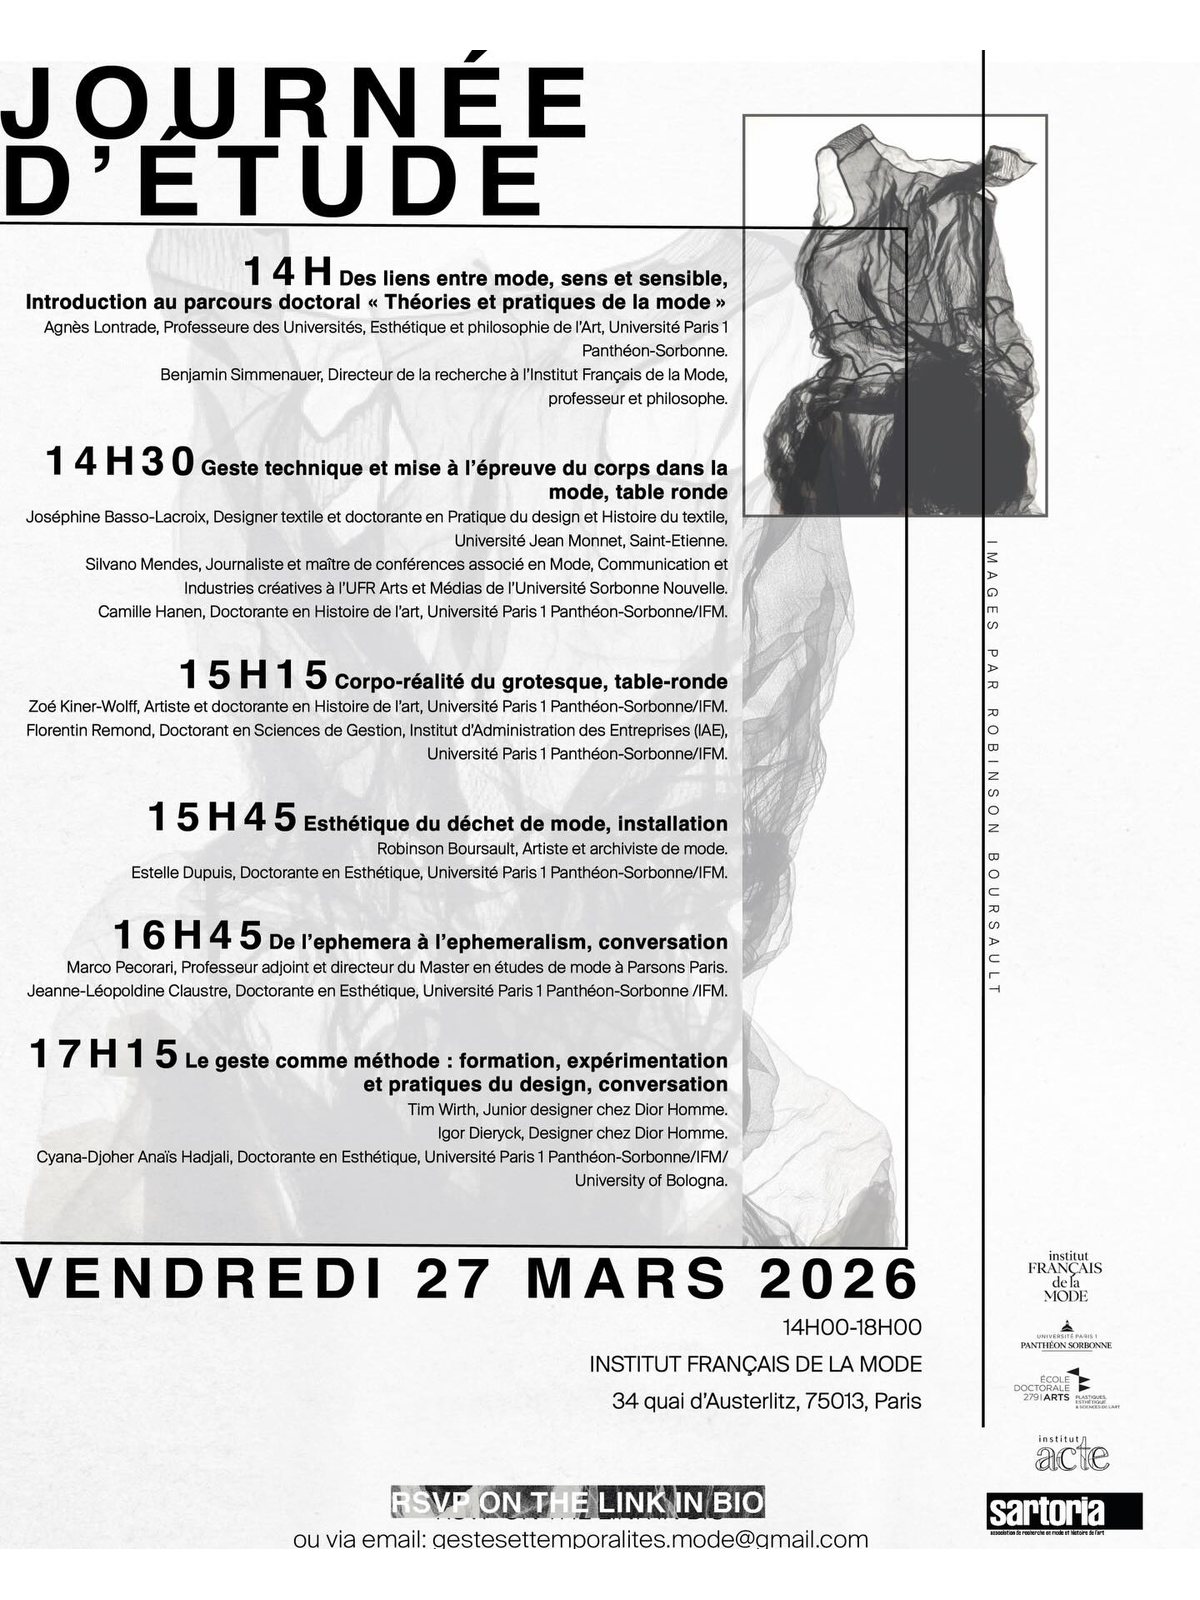 JOURNÉE
D'ÉTUDE
14H Des liens entre mode, sens et sensible,
Introduction au parcours doctoral « Théories et pratiques de la mode »
Agnès Lontrade, Professeure des Universités, Esthétique et philosophie de l'Art, Université Paris 1
Panthéon-Sorbonne.
Benjamin Simmenauer, Directeur de la recherche à l'Institut Français de la Mode,
professeur et philosophe.
14H30 Geste technique et mise à l'épreuve du corps dans la
mode, table ronde
Joséphine Basso-Lacroix, Designer textile et doctorante en Pratique du design et Histoire du textile,
Université Jean Monnet, Saint-Etienne.
Silvano Mendes, Journaliste et maître de conférences associé en Mode, Communication et
Industries créatives à l'UFR Arts et Médias de l'Université Sorbonne Nouvelle.
Camille Hanen, Doctorante en Histoire de l'art, Université Paris 1 Panthéon-Sorbonne/IFM.
15H15 Corpo-réalité du grotesque, table-ronde
Zoé Kiner-Wolff, Artiste et doctorante en Histoire de l'art, Université Paris 1 Panthéon-Sorbonne/IFM.
Florentin Remond, Doctorant en Sciences de Gestion, Institut d'Administration des Entreprises (IAE),
Université Paris 1 Panthéon-Sorbonne/IFM.
15H45 Esthétique du déchet de mode, installation
Robinson Boursault, Artiste et archiviste de mode.
Estelle Dupuis, Doctorante en Esthétique, Université Paris 1 Panthéon-Sorbonne/IFM.
16H45 De l'ephemera à l'ephemeralism, conversation
Marco Pecorari, Professeur adjoint et directeur du Master en études de mode à Parsons Paris.
Jeanne-Léopoldine Claustre, Doctorante en Esthétique, Université Paris 1 Panthéon-Sorbonne /IFM.
17H15 Le geste comme méthode : formation, expérimentation
et pratiques du design, conversation
Tim Wirth, Junior designer chez Dior Homme.
Igor Dieryck, Designer chez Dior Homme.
Cyana-Djoher Anaïs Hadjali, Doctorante en Esthétique, Université Paris 1 Panthéon-Sorbonne/IFM/
University of Bologna.
IMAGES PAR ROBINSON BOURSAULT
VENDREDI 27 MARS 2026
14H00-18H00
INSTITUT FRANÇAIS DE LA MODE
34 quai d'Austerlitz, 75013, Paris
institut
FRANÇAIS
de la
MODE
UNIVERSITÉ PARIS 1
PANTHÉON SORBONNE
ÉCOLE
DOCTORALE
279 | ARTS
PLASTIQUES,
ESTHÉTIQUE
& SCIENCES DE L'ART
institut
acte
sartoria
association de recherche en mode et histoire de l'art
RSVP ON THE LINK IN BIO
ou via email: gestesettemporalites.mode@gmail.com